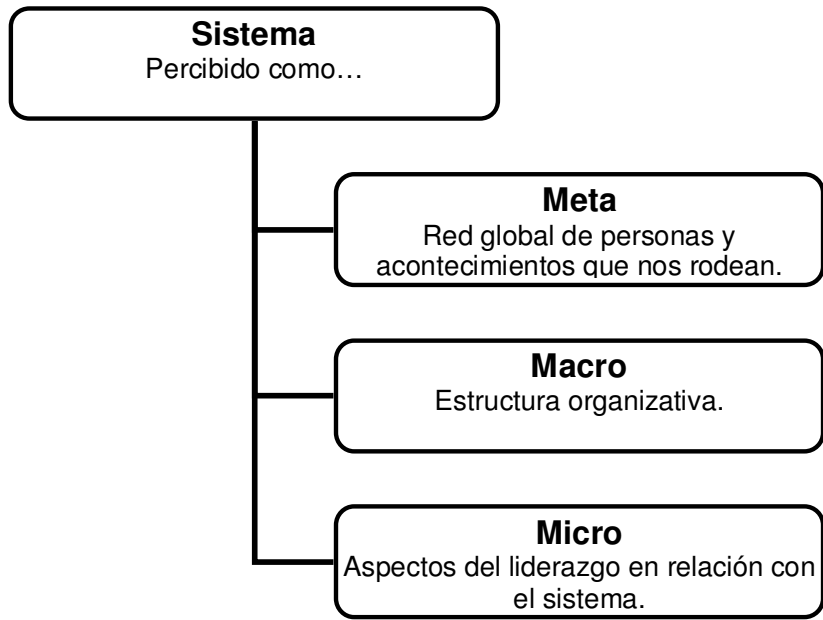 Sistema
Percibido como…
Meta
Red global de personas y
acontecimientos que nos rodean.
Macro
Estructura organizativa.
Micro
Aspectos del liderazgo en relación con
el sistema.